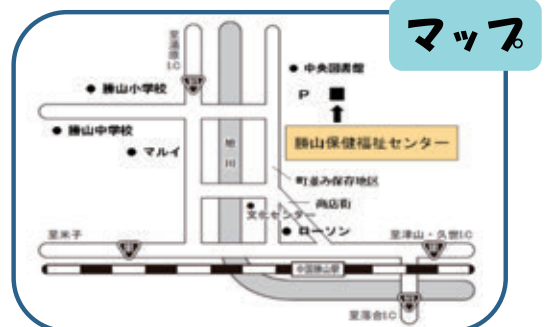 マップ
至湯原IC
中央図書館
勝山小学校
P
勝山中学校
勝山保健福祉センター
マルイ
旭川
町並み保存地区
商店街
文化センター
ローソン
至米子
至津山・久世IC
中国勝山駅
至落合IC